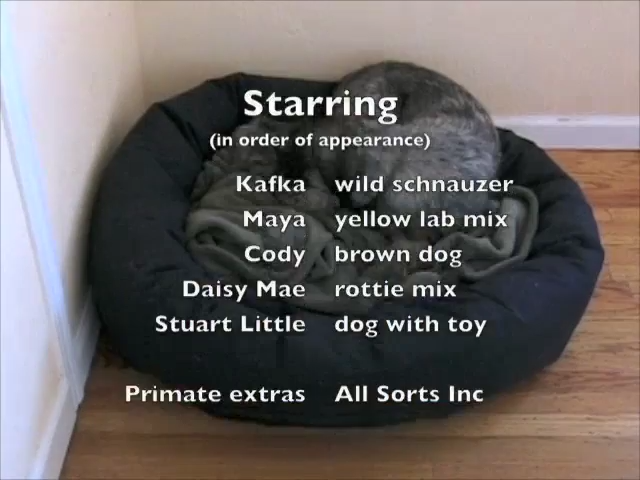 Starring
(in order of appearance)
Kafka wild schnauzer
Maya yellow lab mix
Cody brown dog
Daisy Mae rottie mix
Stuart Little dog with toy
Primate extras All Sorts Inc